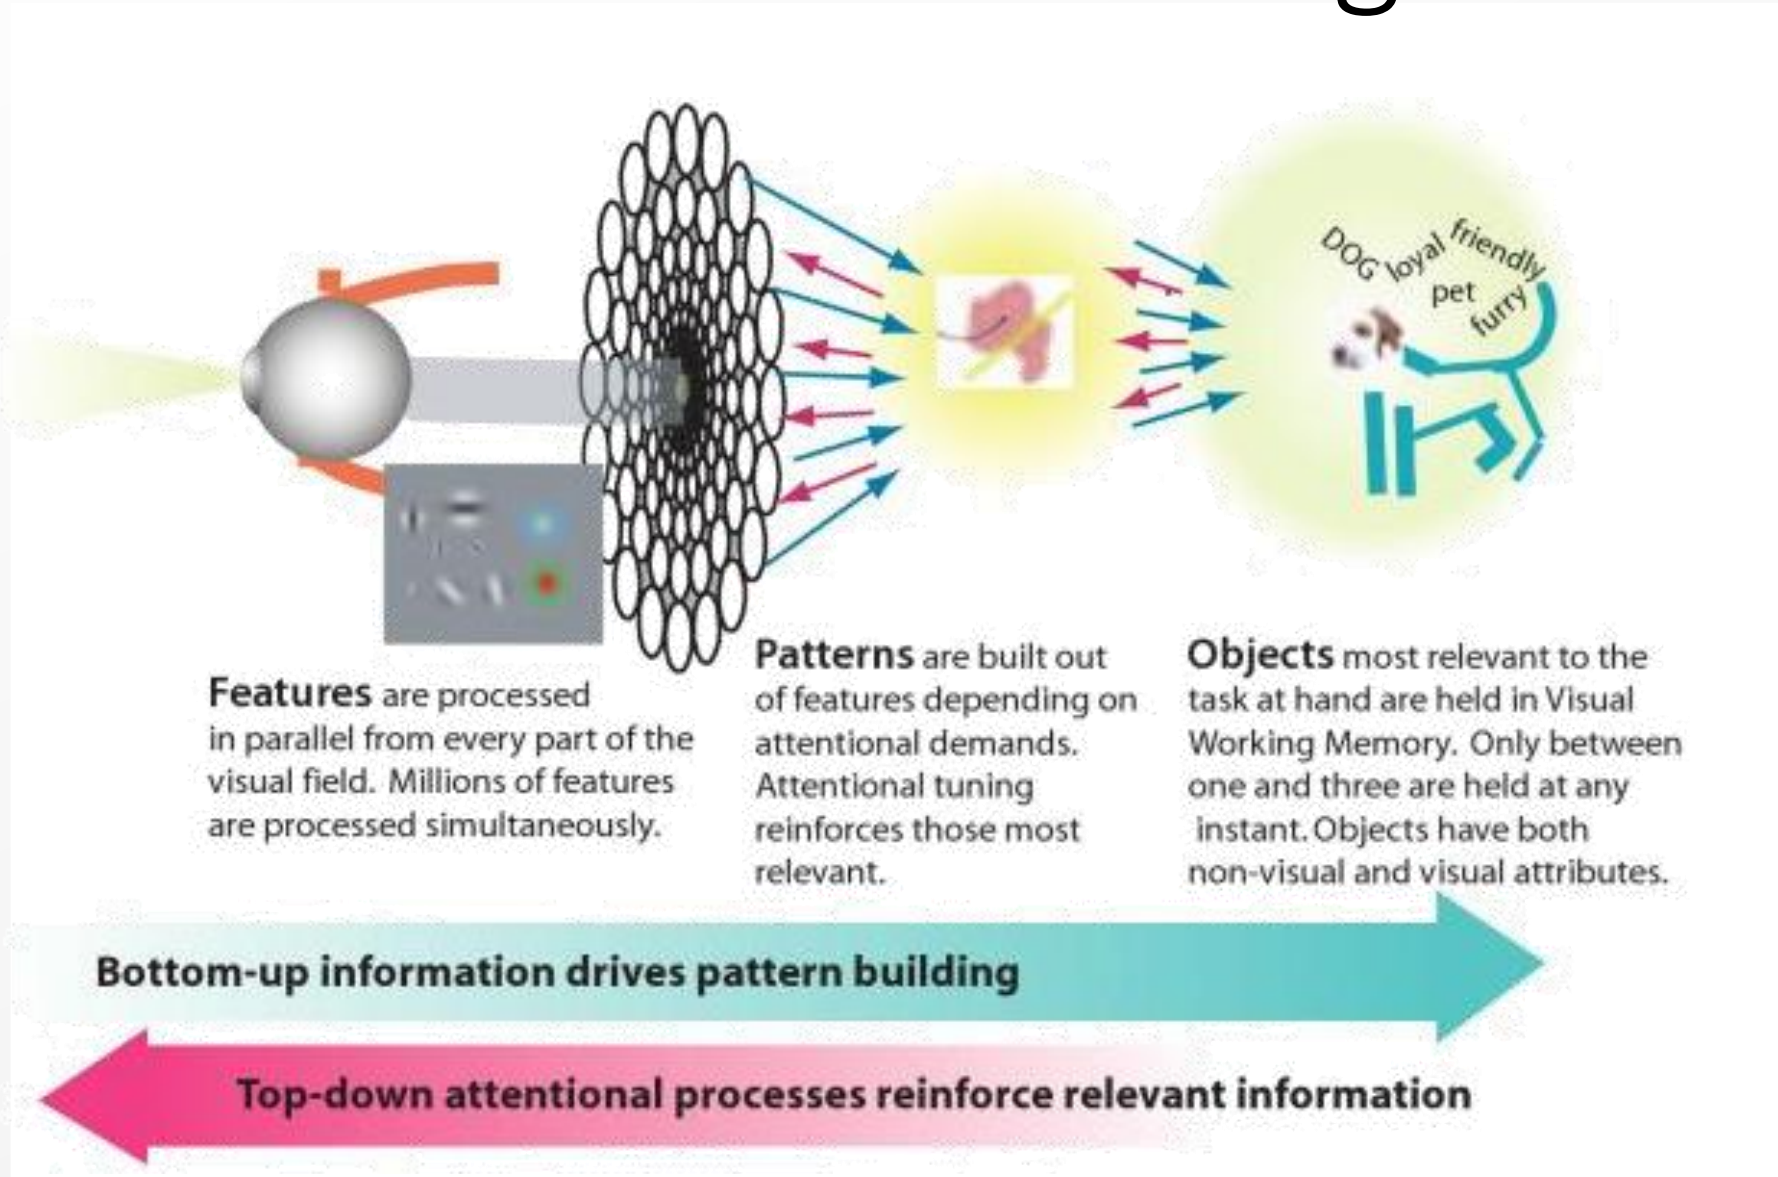 g
DOG loyal friendly
pet
furry
Features are processed
in parallel from every part of the
visual field. Millions of features
are processed simultaneously.
Patterns are built out
of features depending on
attentional demands.
Attentional tuning
reinforces those most
relevant.
Objects most relevant to the
task at hand are held in Visual
Working Memory. Only between
one and three are held at any
instant. Objects have both
non-visual and visual attributes.
Bottom-up information drives pattern building
Top-down attentional processes reinforce relevant information